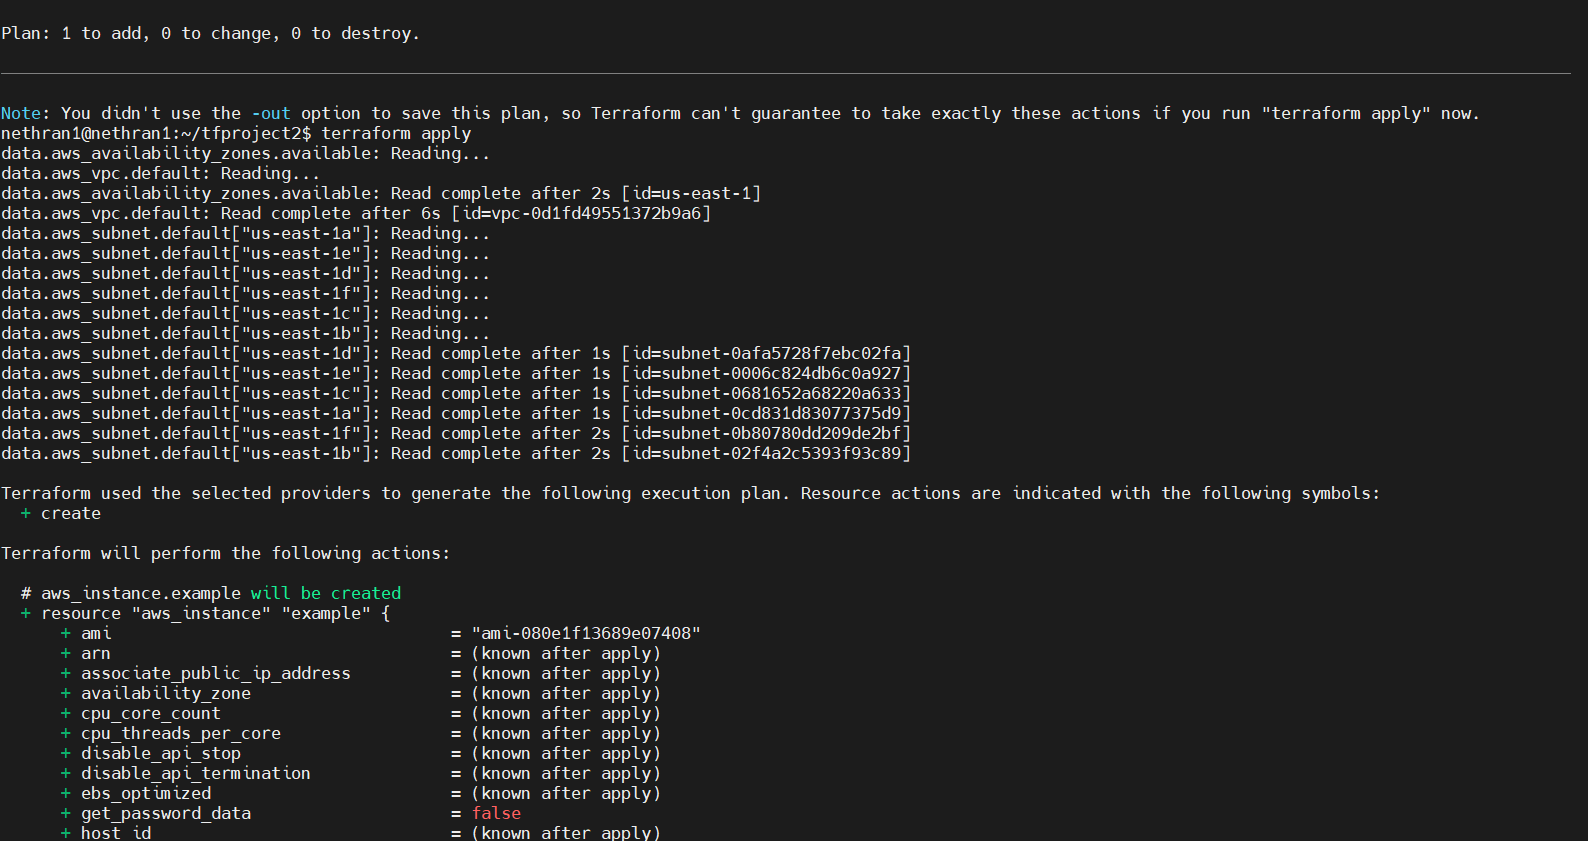 Plan: 1 to add, 0 to change, 0 to destroy.
Note: You didn't use the -out option to save this plan, so Terraform can't guarantee to take exactly these actions if you run "terraform apply" now.
nethran1@nethran1:~/tfproject2$ terraform apply
data.aws_availability_zones.available: Reading...
data.aws_vpc.default: Reading...
data.aws_availability_zones.available: Read complete after 2s [id=us-east-1]
data.aws_vpc.default: Read complete after 6s [id=vpc-0d1fd49551372b9a6]
data.aws_subnet.default["us-east-1a"]: Reading...
data.aws_subnet.default["us-east-1e"]: Reading...
data.aws_subnet.default["us-east-1d"]: Reading...
data.aws_subnet.default["us-east-1f"]: Reading...
data.aws_subnet.default["us-east-1c"]: Reading...
data.aws_subnet.default["us-east-1b"]: Reading...
data.aws_subnet.default["us-east-1d"]: Read complete after 1s [id=subnet-0afa5728f7ebc02fa]
data.aws_subnet.default["us-east-1e"]: Read complete after 1s [id=subnet-0006c824db6c0a927]
data.aws_subnet.default["us-east-1c"]: Read complete after 1s [id=subnet-0681652a68220a633]
data.aws_subnet.default["us-east-1a"]: Read complete after 1s [id=subnet-0cd831d83077375d9]
data.aws_subnet.default["us-east-1f"]: Read complete after 2s [id=subnet-0b80780dd209de2bf]
data.aws_subnet.default["us-east-1b"]: Read complete after 2s [id=subnet-02f4a2c5393f93c89]
Terraform used the selected providers to generate the following execution plan. Resource actions are indicated with the following symbols:
+ create
Terraform will perform the following actions:
# aws_instance.example will be created
+ resource "aws_instance" "example" {
+ ami = "ami-080e1f13689e07408"
+ arn = (known after apply)
+ associate_public_ip_address = (known after apply)
+ availability_zone = (known after apply)
+ cpu_core_count = (known after apply)
+ cpu_threads_per_core = (known after apply)
+ disable_api_stop = (known after apply)
+ disable_api_termination = (known after apply)
+ ebs_optimized = (known after apply)
+ get_password_data = false
+ host_id = (known after apply)